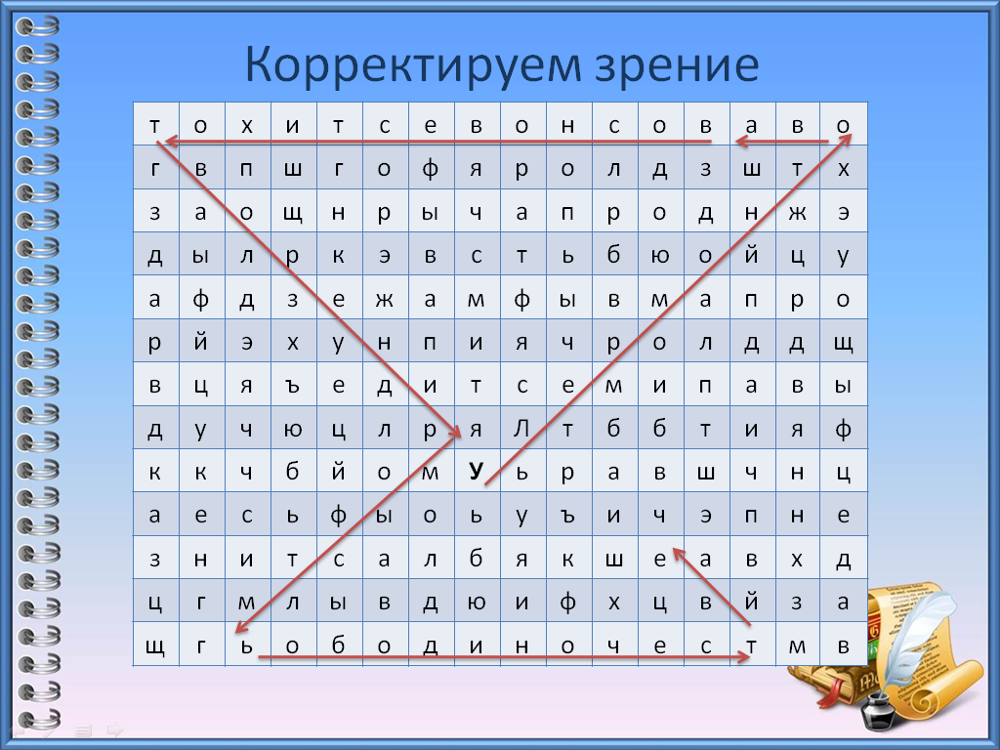 Корректируем зрение
т о х и т с е в о н с о в а в о
г в п ш г о ф я р о л д з ш т х
з а о щ н р ы ч а п р о д н ж э
д ы л р к э в с т ь б ю о й ц у
а ф д з е ж а м ф ы в м а п р о
р й э х у н п и я ч р о л д д щ
в ц я ъ е д и т с е м и п а в ы
д у ч ю ц л р я Л т б б т и я ф
к к ч б й о м У ь р а в ш ч н ц
а е с ь ф ы о ь у ъ и ч э п н е
з н и т с а л б я к ш е а в х д
ц г м л ы в д ю и ф х ц в й з а
щ г ь о б о д и н о ч е с т м в